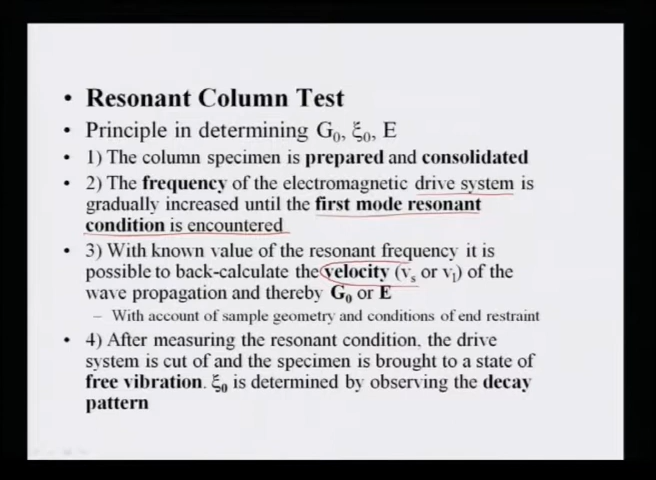 • Resonant Column Test
• Principle in determining G₀, ξ₀, E
• 1) The column specimen is prepared and consolidated
• 2) The frequency of the electromagnetic drive system is
gradually increased until the first mode resonant
condition is encountered
• 3) With known value of the resonant frequency it is
possible to back-calculate the velocity (vₛ or vₗ) of the
wave propagation and thereby G₀ or E
– With account of sample geometry and conditions of end restraint
• 4) After measuring the resonant condition, the drive
system is cut of and the specimen is brought to a state of
free vibration. ξ₀ is determined by observing the decay
pattern